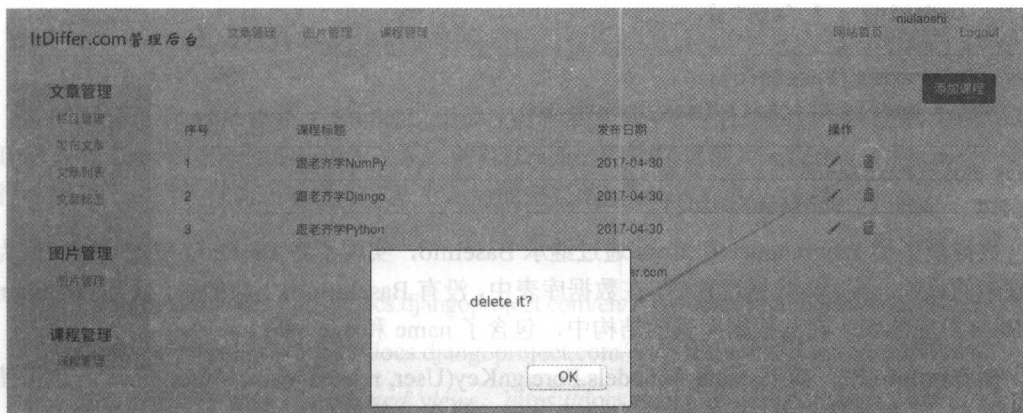 niulaoshi
ItDiffer.com管理后台 文章管理 图片管理 课程管理 网站首页 Logout
文章管理
栏目管理
发布文章
文章列表
文章标签
图片管理
图片管理
课程管理
课程管理
添加课程
序号 课程标题 发布日期 操作
1 跟老齐学NumPy 2017-04-30
2 跟老齐学Django 2017-04-30
3 跟老齐学Python 2017-04-30
er.com
delete it?
OK